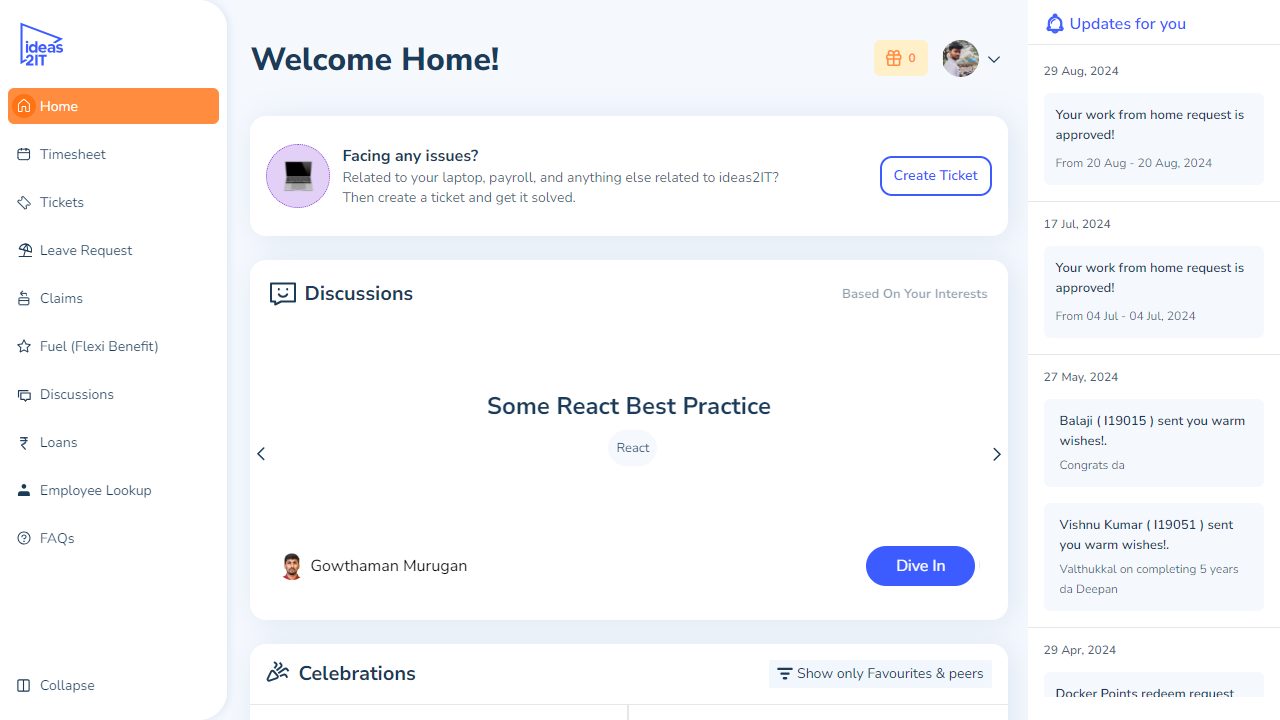 ideas
2IT
Home
Timesheet
Tickets
Leave Request
Claims
Fuel (Flexi Benefit)
Discussions
Loans
Employee Lookup
FAQs
Collapse
Welcome Home!
0
Facing any issues?
Related to your laptop, payroll, and anything else related to ideas2IT?
Then create a ticket and get it solved.
Create Ticket
Discussions
Based On Your Interests
Some React Best Practice
React
Gowthaman Murugan
Dive In
Celebrations
Show only Favourites & peers
Updates for you
29 Aug, 2024
Your work from home request is
approved!
From 20 Aug - 20 Aug, 2024
17 Jul, 2024
Your work from home request is
approved!
From 04 Jul - 04 Jul, 2024
27 May, 2024
Balaji ( I19015 ) sent you warm
wishes!.
Congrats da
Vishnu Kumar ( I19051 ) sent
you warm wishes!.
Valthukkal on completing 5 years
da Deepan
29 Apr, 2024
Docker Points redeem request